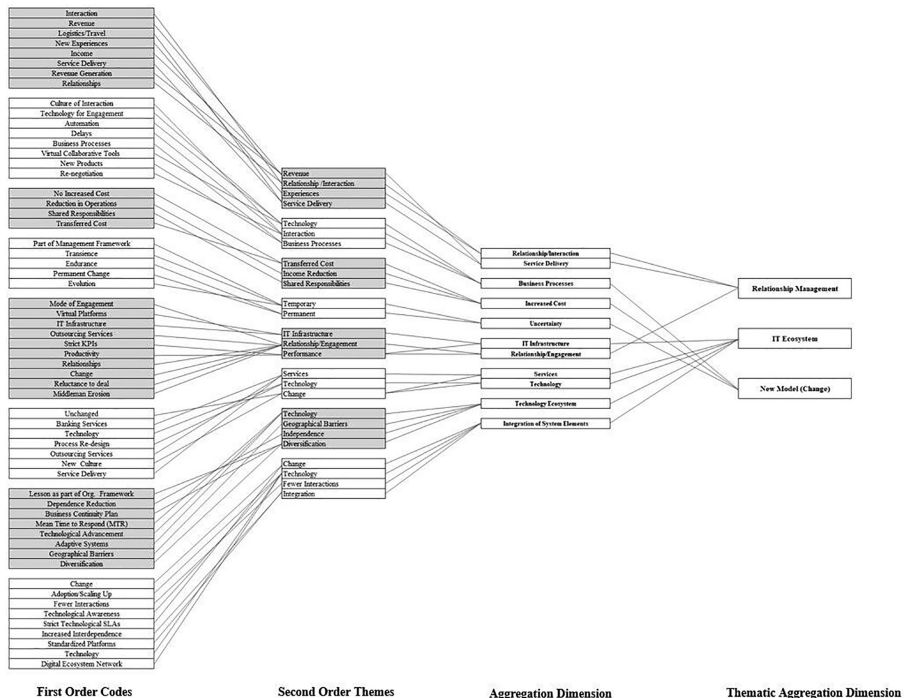 Interaction
Revenue
Logistics/Travel
New Experiences
Income
Service Delivery
Revenue Generation
Relationships
Culture of Interaction
Technology for Engagement
Automation
Delays
Business Processes
Virtual Collaborative Tools
New Products
Re-negotiation
No Increased Cost
Reduction in Operations
Shared Responsibilities
Transferred Cost
Part of Management Framework
Transience
Endurance
Permanent Change
Evolution
Mode of Engagement
Virtual Platforms
IT Infrastructure
Outsourcing Services
Strict KPIs
Productivity
Relationships
Change
Reluctance to deal
Middleman Erosion
Unchanged
Banking Services
Technology
Process Re-design
Outsourcing Services
New Culture
Service Delivery
Lesson as part of Org. Framework
Dependence Reduction
Business Continuity Plan
Mean Time to Respond (MTR)
Technological Advancement
Adaptive Systems
Geographical Barriers
Diversification
Change
Adoption/Scaling Up
Fewer Interactions
Technological Awareness
Strict Technological SLAs
Increased Interdependence
Standardized Platforms
Technology
Digital Ecosystem Network
First Order Codes
Revenue
Relationship /Interaction
Experiences
Service Delivery
Technology
Interaction
Business Processes
Transferred Cost
Income Reduction
Shared Responsibilities
Temporary
Permanent
IT Infrastructure
Relationship/Engagement
Performance
Services
Technology
Change
Technology
Geographical Barriers
Independence
Diversification
Change
Technology
Fewer Interactions
Integration
Second Order Themes
Relationship/Interaction
Service Delivery
Business Processes
Increased Cost
Uncertainty
IT Infrastructure
Relationship/Engagement
Services
Technology
Technology Ecosystem
Integration of System Elements
Aggregation Dimension
Relationship Management
IT Ecosystem
New Model (Change)
Thematic Aggregation Dimension